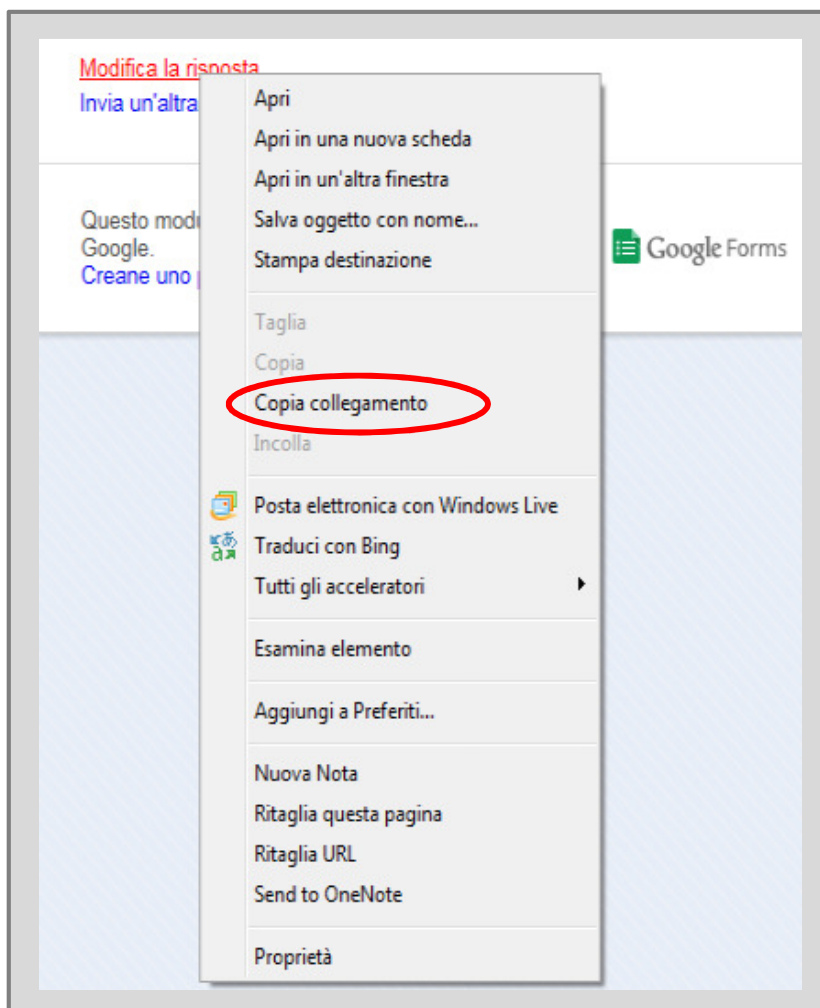 Modifica la risposta
Invia un'altra
Questo modu
Google.
Creane uno
Google Forms
Apri
Apri in una nuova scheda
Apri in un'altra finestra
Salva oggetto con nome...
Stampa destinazione
Taglia
Copia
Copia collegamento
Incolla
Posta elettronica con Windows Live
Traduci con Bing
Tutti gli acceleratori
Esamina elemento
Aggiungi a Preferiti...
Nuova Nota
Ritaglia questa pagina
Ritaglia URL
Send to OneNote
Proprietà